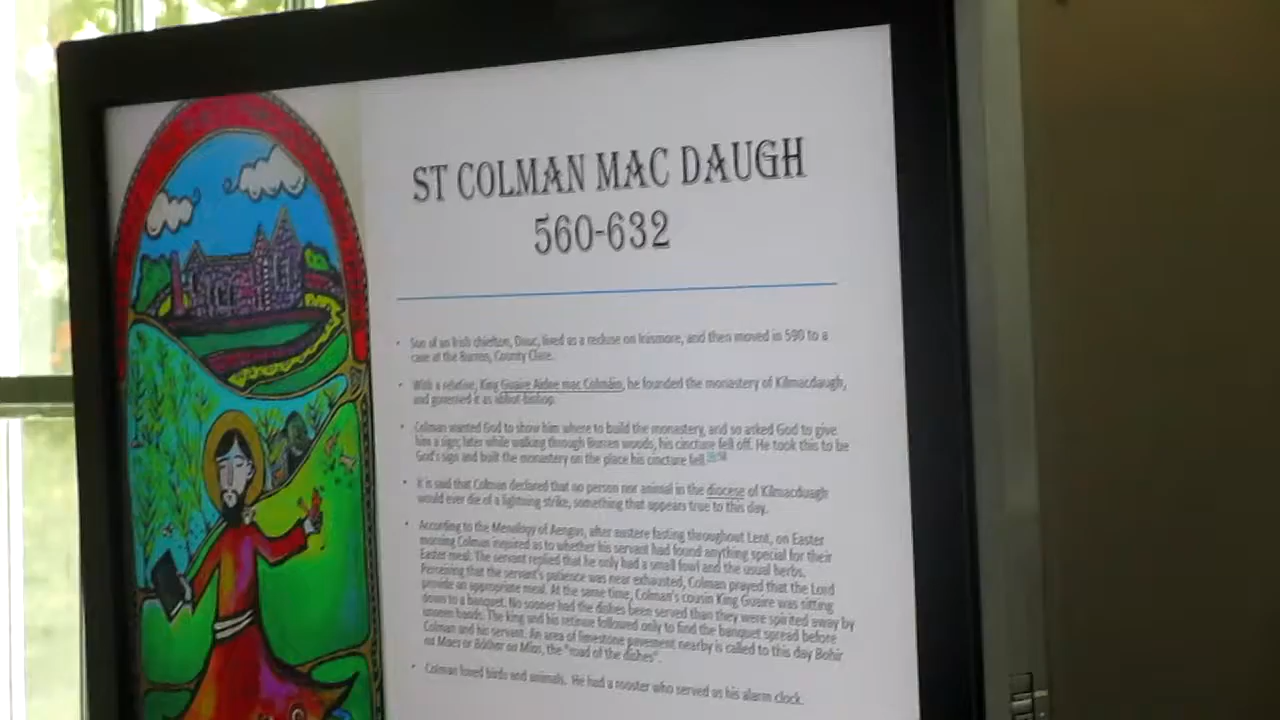 ST COLMAN MAC DAUGH
560-632
• Son of an Irish chieftan, Duac, lived as a recluse on Inismore, and then moved in 590 to a
cave at the Burren, County Clare.
• With a relative, King Guaire Aidne mac Colmáin, he founded the monastery of Kilmacdaugh,
and governed it as abbot-bishop.
• Colman wanted God to show him where to build the monastery, and so asked God to give
him a sign; later while walking through Burren woods, his cincture fell off. He took this to be
God's sign and built the monastery on the place his cincture fell.
• It is said that Colman declared that no person nor animal in the diocese of Kilmacduagh
would ever die of a lightning strike, something that appears true to this day.
• According to the Menology of Aengus, after austere fasting throughout Lent, on Easter
morning Colman inquired as to whether his servant had found anything special for their
Easter meal. The servant replied that he only had a small fowl and the usual herbs.
Perceiving that the servant's patience was near exhausted, Colman prayed that the Lord
provide an appropriate meal. At the same time, Colman's cousin King Guaire was sitting
down to a banquet. No sooner had the dishes been served than they were spirited away by
unseen hands. The king and his retinue followed only to find the banquet spread before
Colman and his servant. An area of limestone pavement nearby is called to this day Bohir
na Maes or Bóthar na Mias, the "road of the dishes".
• Colman loved birds and animals. He had a rooster who served as his alarm clock.